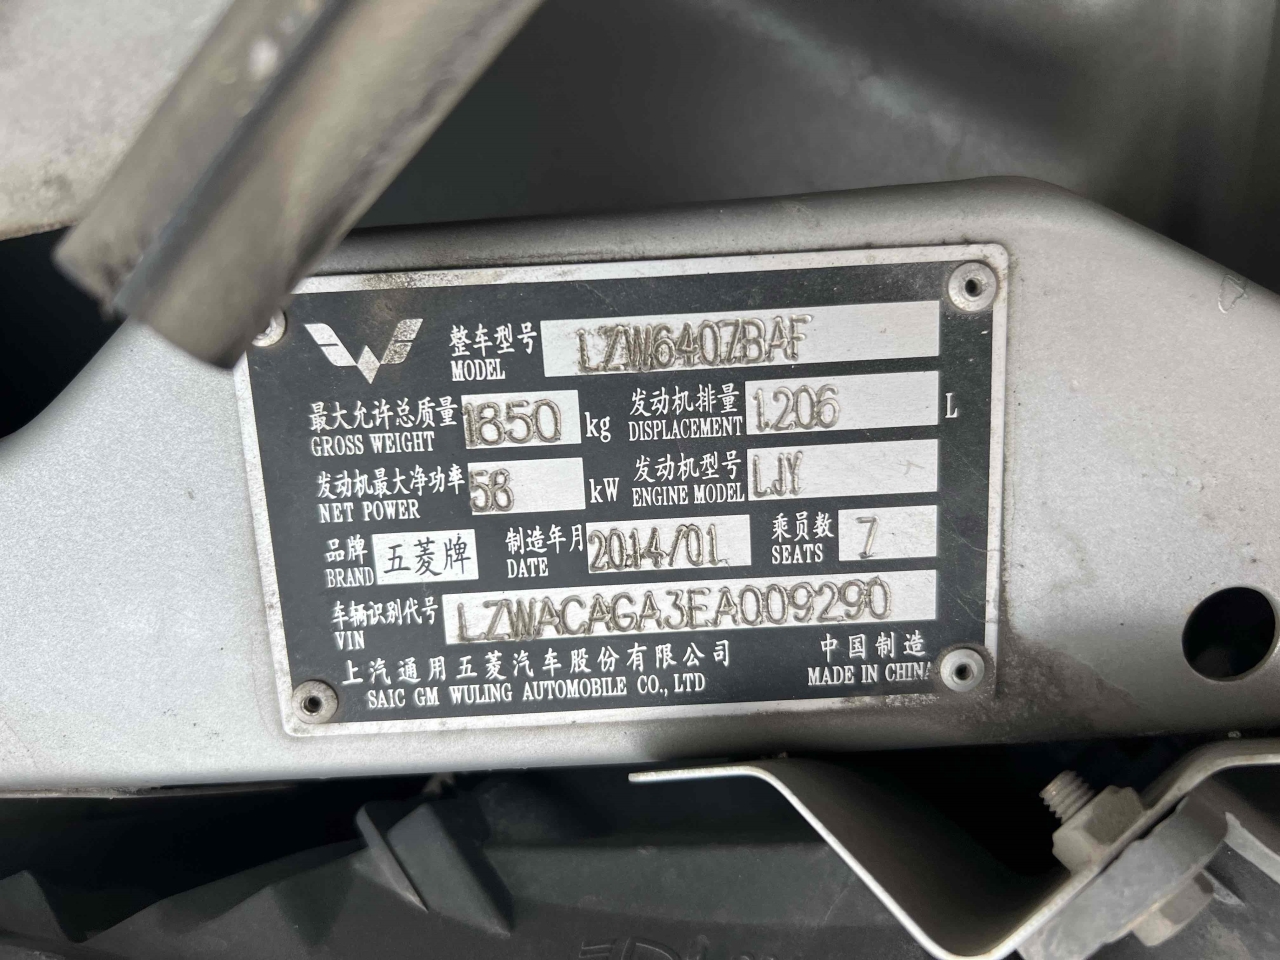 整车型号 LZW6407BAF
MODEL
最大允许总质量 1850 kg 发动机排量 1.206 L
GROSS WEIGHT DISPLACEMENT
发动机最大净功率 58 kW 发动机型号 LJY
NET POWER ENGINE MODEL
品牌 五菱牌 制造年月 2014/01 乘员数 7
BRAND DATE SEATS
车辆识别代号 LZWACAGA3EA009290
VIN
上汽通用五菱汽车股份有限公司 中国制造
SAIC GM WULING AUTOMOBILE CO., LTD MADE IN CHINA